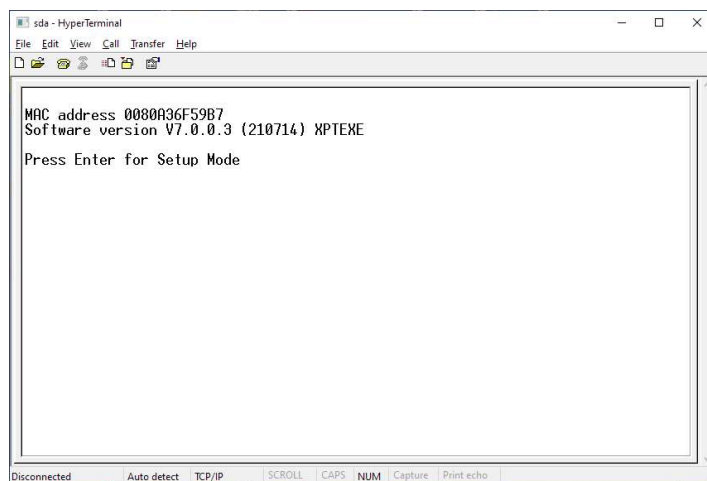 sda - HyperTerminal
File Edit View Call Transfer Help
MAC address 0080A36F59B7
Software version V7.0.0.3 (210714) XPTEXE
Press Enter for Setup Mode
Disconnected Auto detect TCP/IP SCROLL CAPS NUM Capture Print echo